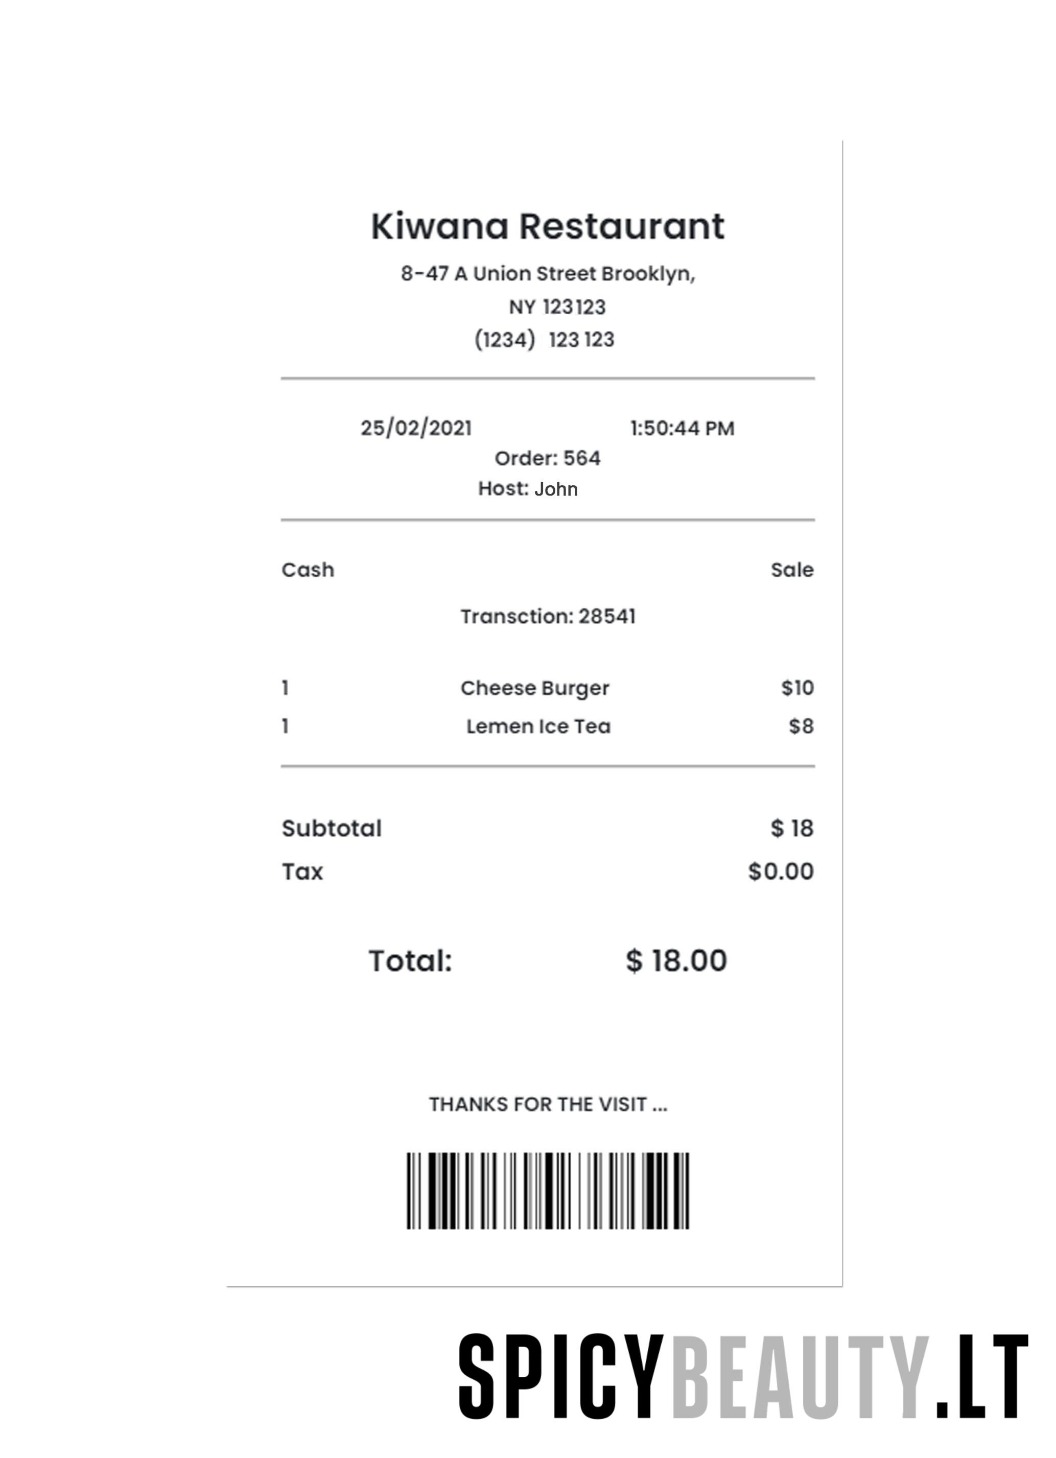 Kiwana Restaurant
8-47 A Union Street Brooklyn,
NY 123123
(1234) 123 123
25/02/2021 1:50:44 PM
Order: 564
Host: John
Cash Sale
Transction: 28541
1 Cheese Burger $10
1 Lemen Ice Tea $8
Subtotal $ 18
Tax $0.00
Total: $ 18.00
THANKS FOR THE VISIT ...
SPICYBEAUTY.LT